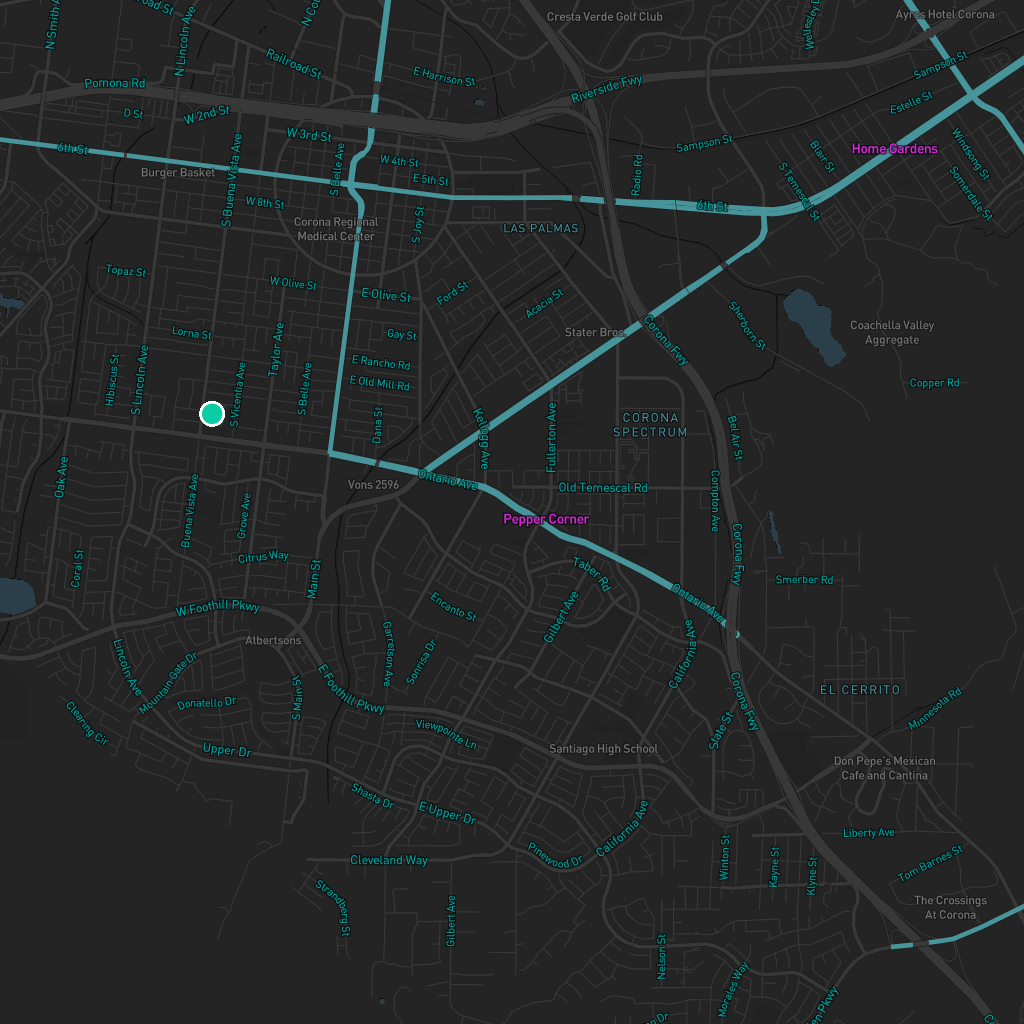 Cresta Verde Golf Club
Ayres Hotel Corona
N Lincoln Ave
Railroad St
E Harrison St
Pomona Rd
Riverside Fwy
Sampson St
Estelle St
D St
W 2nd St
W 3rd St
Sampson St
Blair St
Windsong St
Home Gardens
6th St
W 4th St
E 5th St
S Belle Ave
Radio Rd
Burger Basket
S Buena Vista Ave
W 8th St
S Temescal St
Somerdale St
6th St
Corona Regional
Medical Center
S Joy St
LAS PALMAS
Topaz St
W Olive St
E Olive St
Ford St
Acacia St
Sherborn St
Coachella Valley
Aggregate
Lorna St
Gay St
Stater Bros.
Corona Fwy
Taylor Ave
E Rancho Rd
Hibiscus St
S Lincoln Ave
S Vicentia Ave
S Belle Ave
E Old Mill Rd
Copper Rd
Dana St
Kellogg Ave
Fullerton Ave
CORONA
SPECTRUM
Bel Air St
Oak Ave
Vons 2596
Ontario Ave
Old Temescal Rd
Compton Ave
Buena Vista Ave
Grove Ave
Pepper Corner
Corona Fwy
Coral St
Citrus Way
Main St
Taber Rd
Smerber Rd
W Foothill Pkwy
Encanto St
Gilbert Ave
Ontario Ave
Albertsons
Garretson Ave
Sonrisa Dr
California Ave
Lincoln Ave
Mountain Gate Dr
E Foothill Pkwy
S Main St
Corona Fwy
EL CERRITO
Donatello Dr
Minnesota Rd
Clearing Cir
Viewpointe Ln
State St
Upper Dr
Santiago High School
Don Pepe's Mexican
Cafe and Cantina
Shasta Dr
E Upper Dr
California Ave
Liberty Ave
Pinewood Dr
Winton St
Kayne St
Klyne St
Tom Barnes St
Cleveland Way
Strandberg St
Gilbert Ave
The Crossings
At Corona
Nelson St
Morales Way